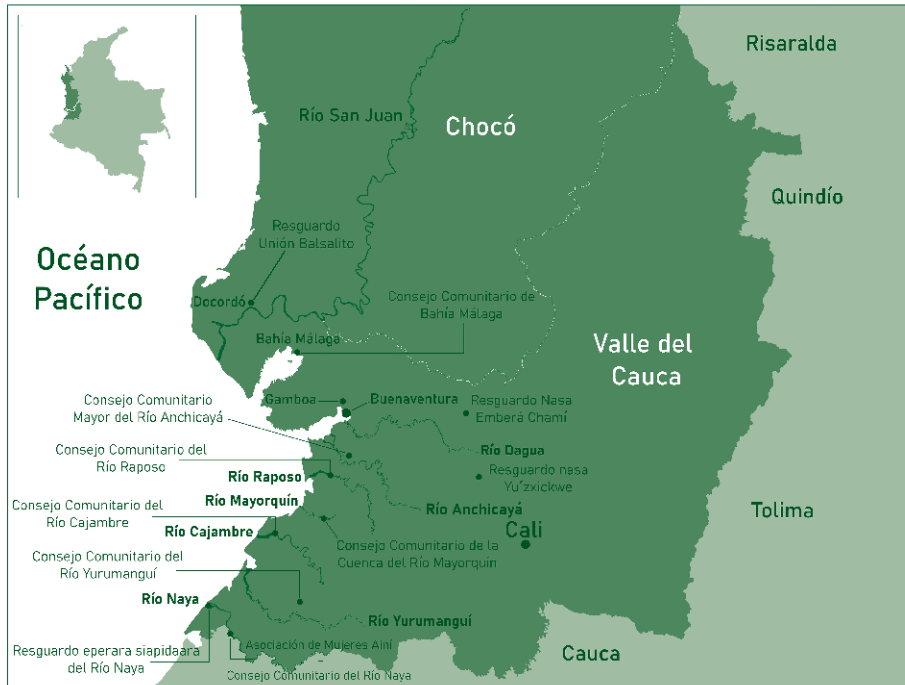 Risaralda
Río San Juan
Chocó
Quindío
Resguardo
Unión Balsalito
Océano
Pacífico
Docordó
Consejo Comunitario de
Bahía Málaga
Bahía Málaga
Valle del
Cauca
Consejo Comunitario
Mayor del Río Anchicayá
Gamboa
Buenaventura
Resguardo Nasa
Emberá Chamí
Consejo Comunitario del
Río Raposo
Río Dagua
Río Raposo
Resguardo nasa
Yu´zxickwe
Río Mayorquín
Río Anchicayá
Tolima
Consejo Comunitario del
Río Cajambre
Río Cajambre
Cali
Consejo Comunitario de la
Cuenca del Río Mayorquin
Consejo Comunitario del
Río Yurumanguí
Río Naya
Río Yurumanguí
Resguardo eperara siapidaara
del Río Naya
Asociación de Mujeres Ainí
Cauca
Consejo Comunitario del Río Naya